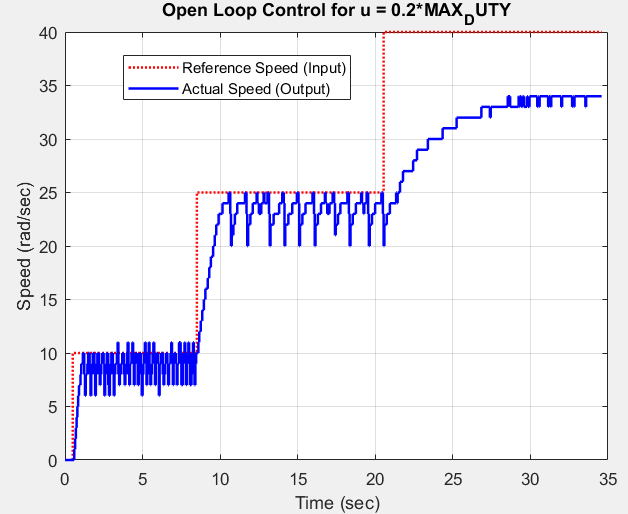 Open Loop Control for u = 0.2*MAX_DUTY
Reference Speed (Input)
Actual Speed (Output)
Speed (rad/sec)
40
35
30
25
20
15
10
5
0
0 5 10 15 20 25 30 35
Time (sec)